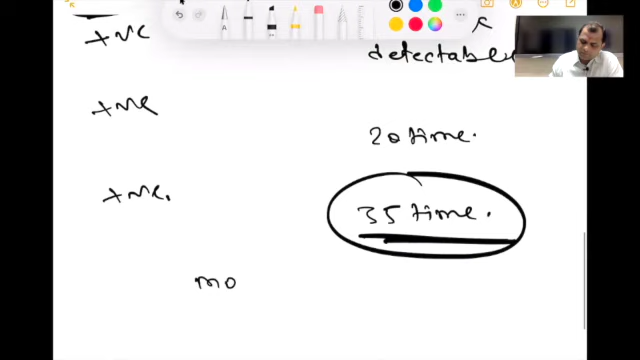 +ve
detectable
+ve
20 time.
+ve.
35 time.
mo